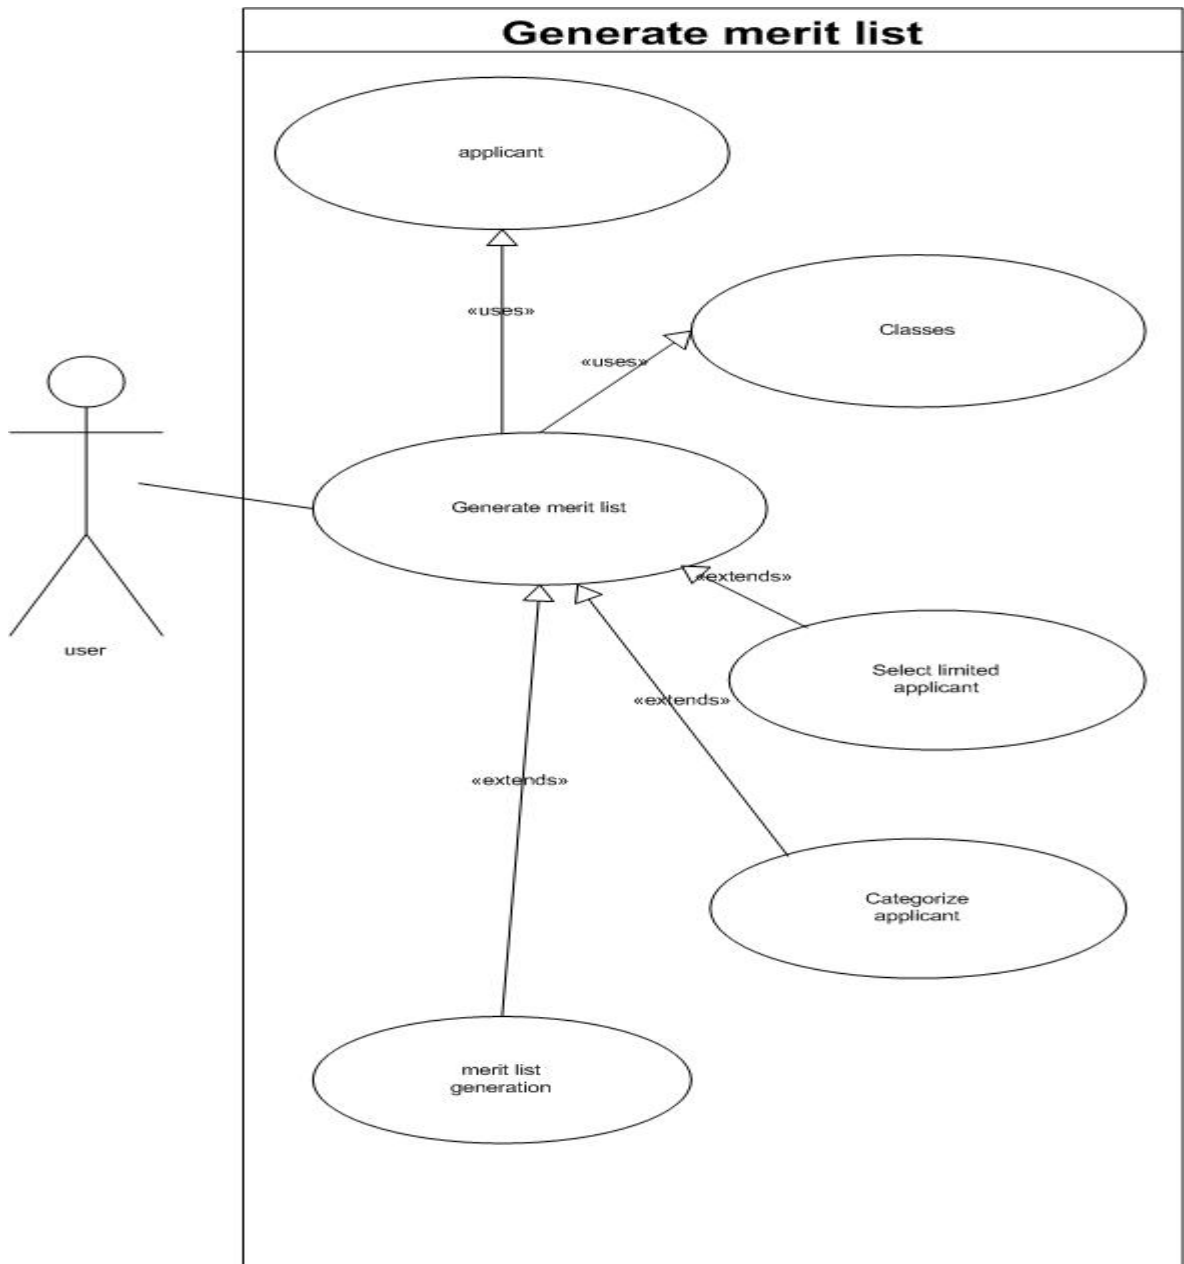 Generate merit list
applicant
«uses»
Classes
«uses»
Generate merit list
«extends»
user
Select limited
applicant
«extends»
«extends»
Categorize
applicant
merit list
generation